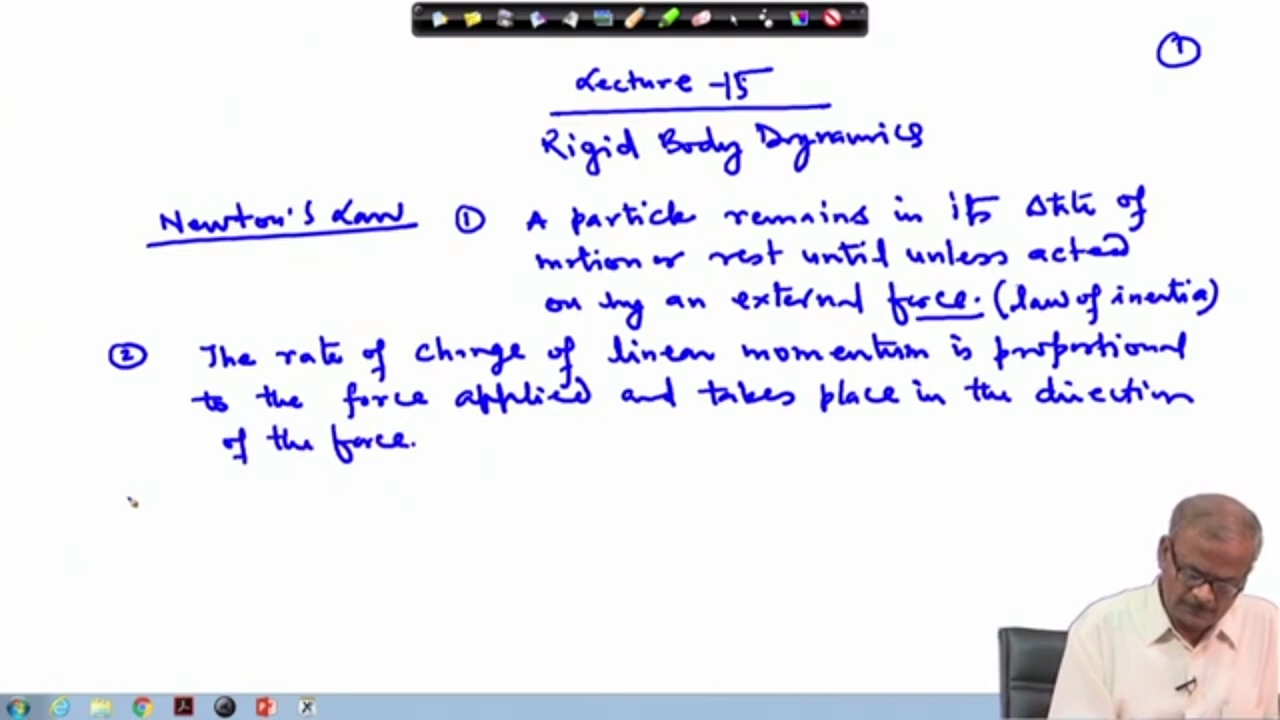 1
Lecture -15
Rigid Body Dynamics
Newton's Law ① A particle remains in its state of
motion or rest until unless acted
on by an external force. (law of inertia)
② The rate of change of linear momentum is proportional
to the force applied and takes place in the direction
of the force.